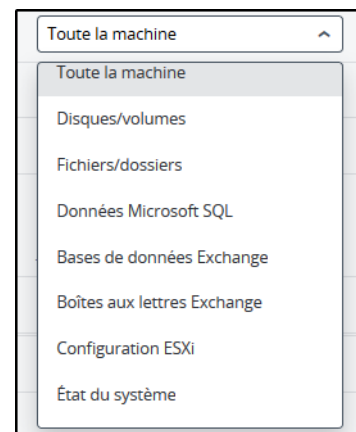 Toute la machine
Toute la machine
Disques/volumes
Fichiers/dossiers
Données Microsoft SQL
Bases de données Exchange
Boîtes aux lettres Exchange
Configuration ESXi
État du système